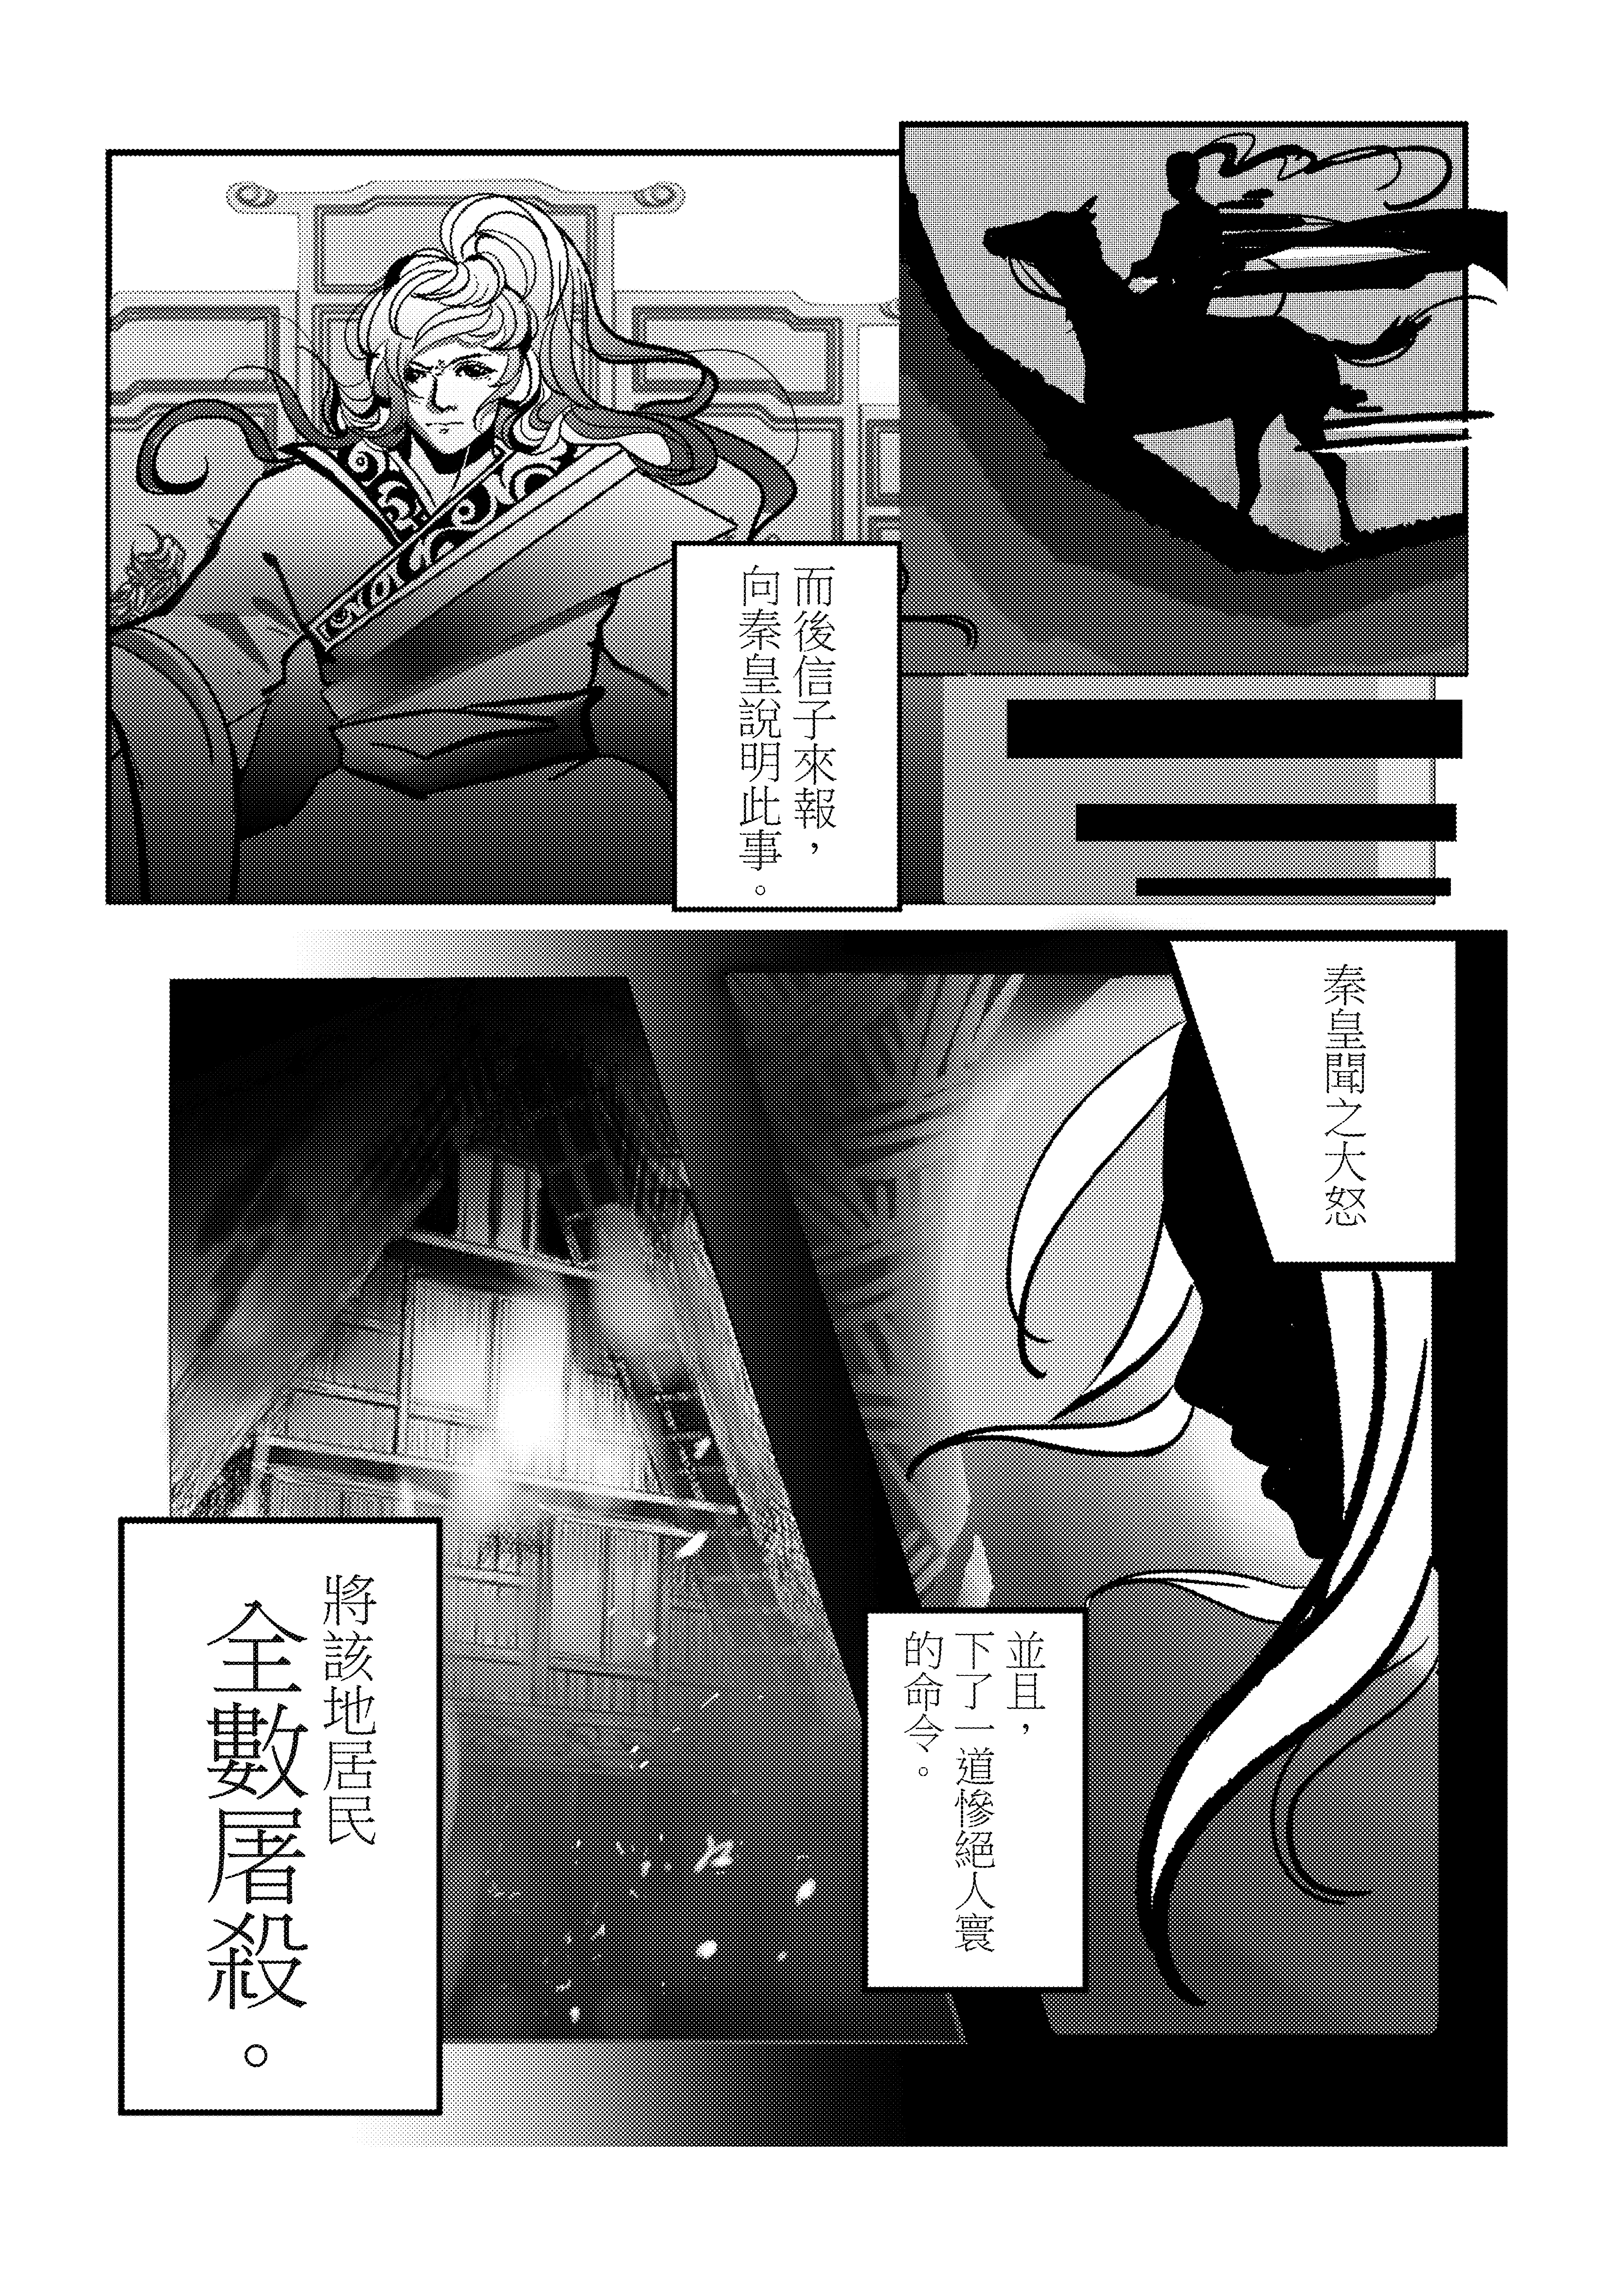 而後信子來報，
向秦皇說明此事。
秦皇聞之大怒
並且，
下了一道慘絕人寰
的命令。
將該地居民
全數屠殺。